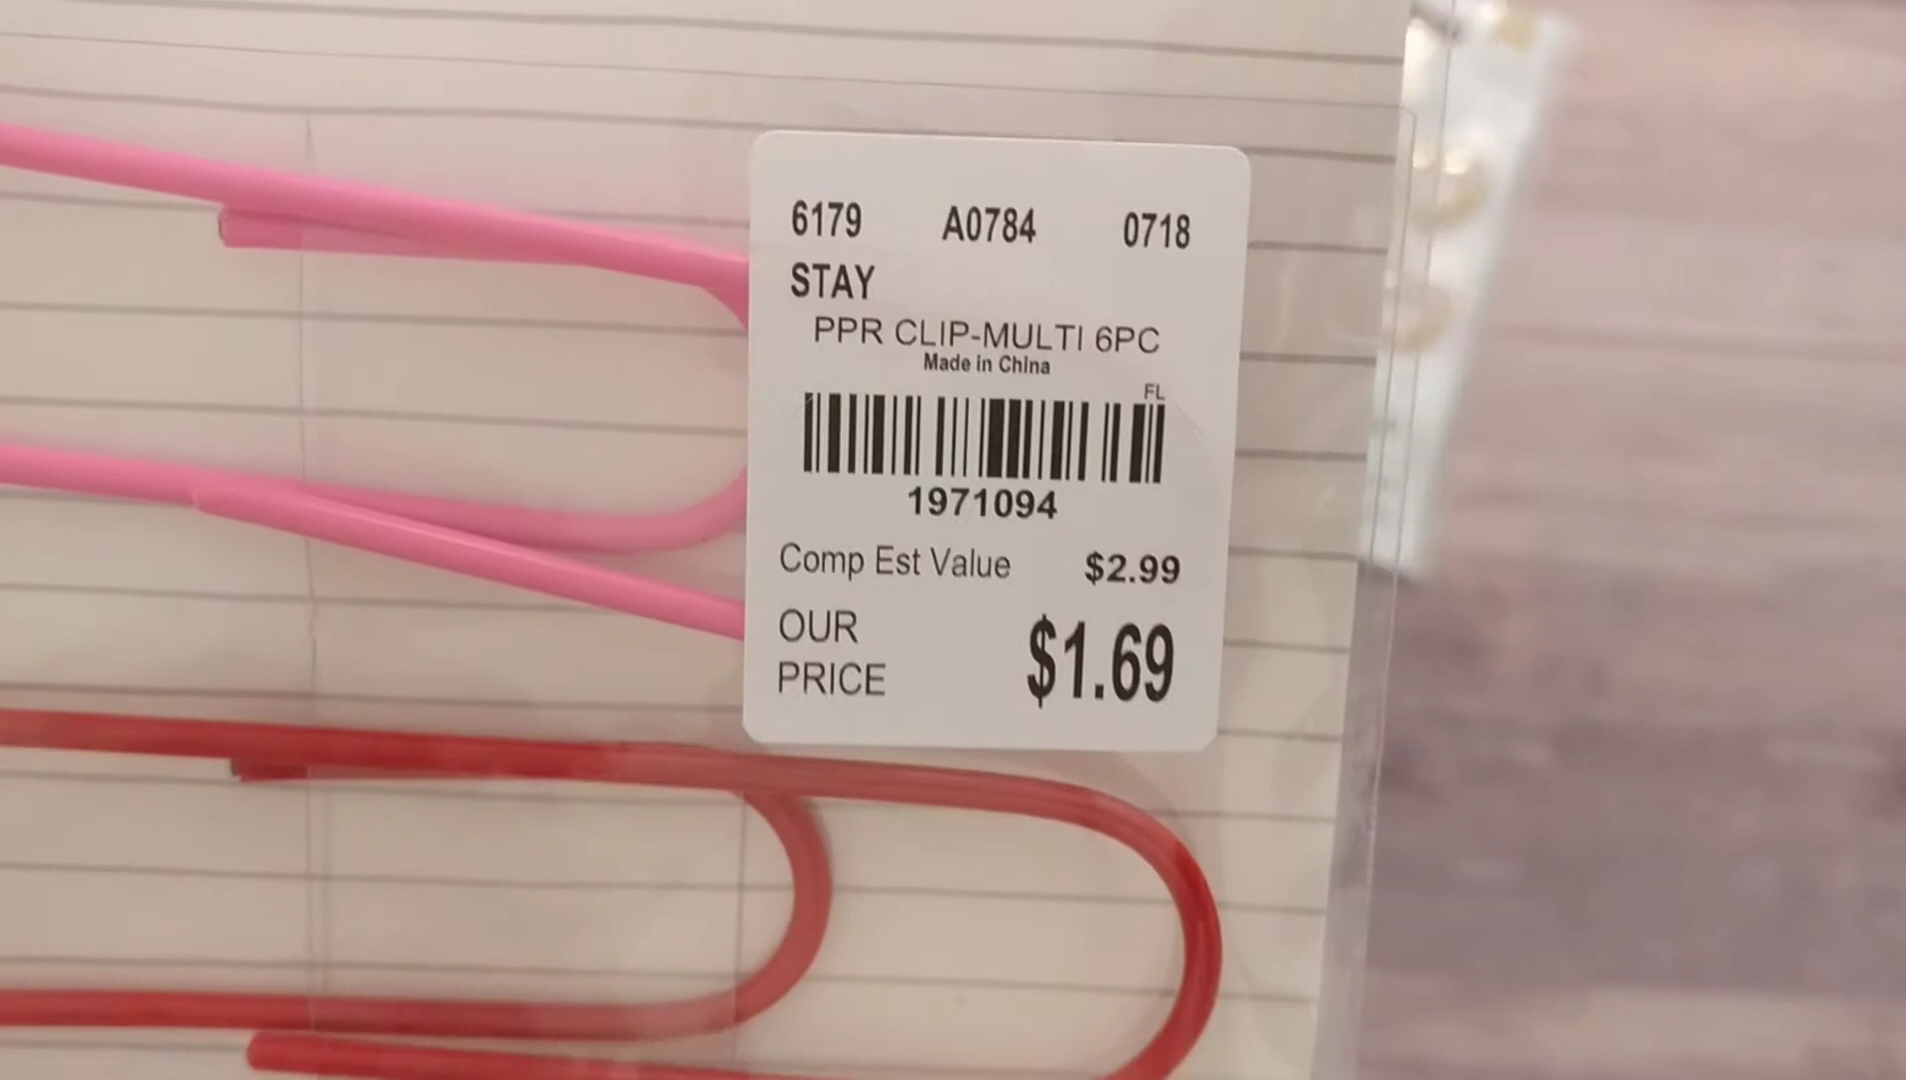 6179 A0784 0718
STAY
PPR CLIP-MULTI 6PC
Made in China
FL
1971094
Comp Est Value $2.99
OUR
PRICE $1.69